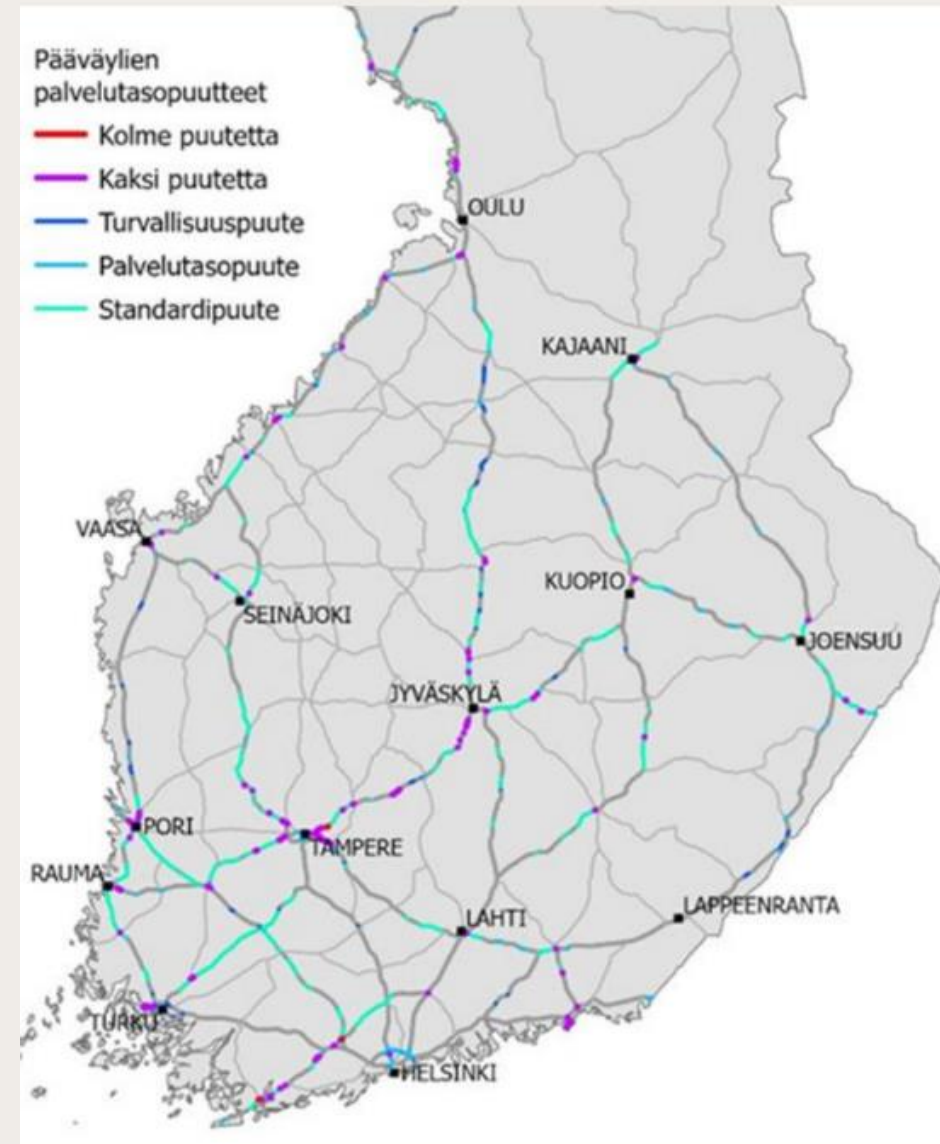 Pääväylien
palvelutasopuutteet
Kolme puutetta
Kaksi puutetta
Turvallisuuspuute
Palvelutasopuute
Standardipuute
OULU
KAJAANI
VAASA
KUOPIO
SEINÄJOKI
JOENSUU
JYVÄSKYLÄ
PORI
TAMPERE
RAUMA
LAPPEENRANTA
LAHTI
TURKU
HELSINKI